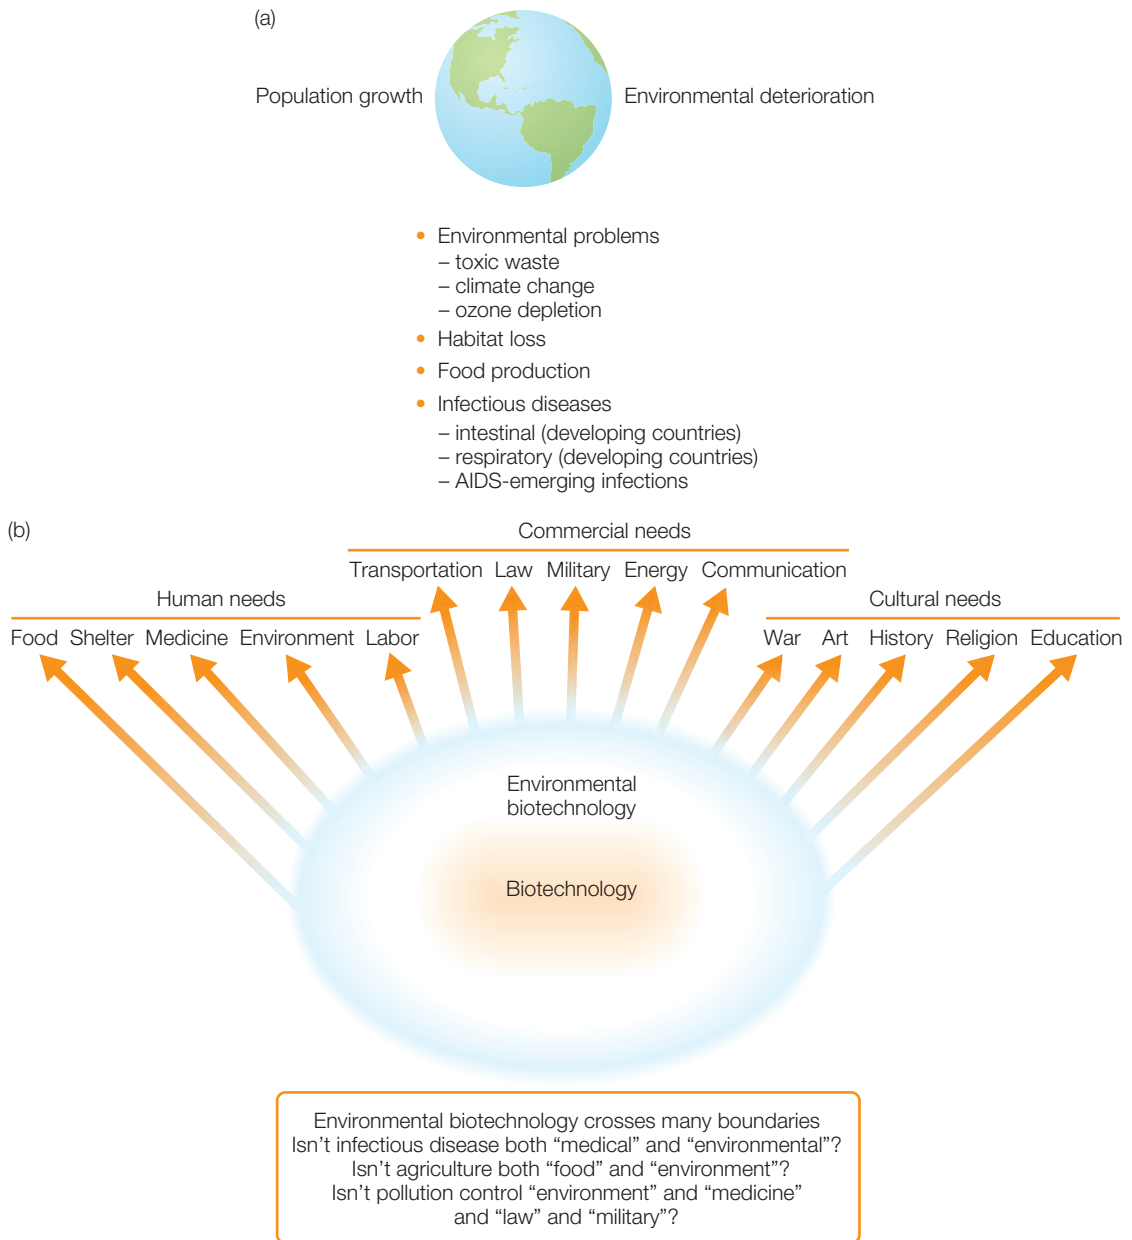 (a)
Population growth
Environmental deterioration
• Environmental problems
– toxic waste
– climate change
– ozone depletion
• Habitat loss
• Food production
• Infectious diseases
– intestinal (developing countries)
– respiratory (developing countries)
– AIDS-emerging infections
(b)
Commercial needs
Transportation Law Military Energy Communication
Human needs
Food Shelter Medicine Environment Labor
Cultural needs
War Art History Religion Education
Environmental
biotechnology
Biotechnology
Environmental biotechnology crosses many boundaries
Isn’t infectious disease both “medical” and “environmental”?
Isn’t agriculture both “food” and “environment”?
Isn’t pollution control “environment” and “medicine”
and “law” and “military”?